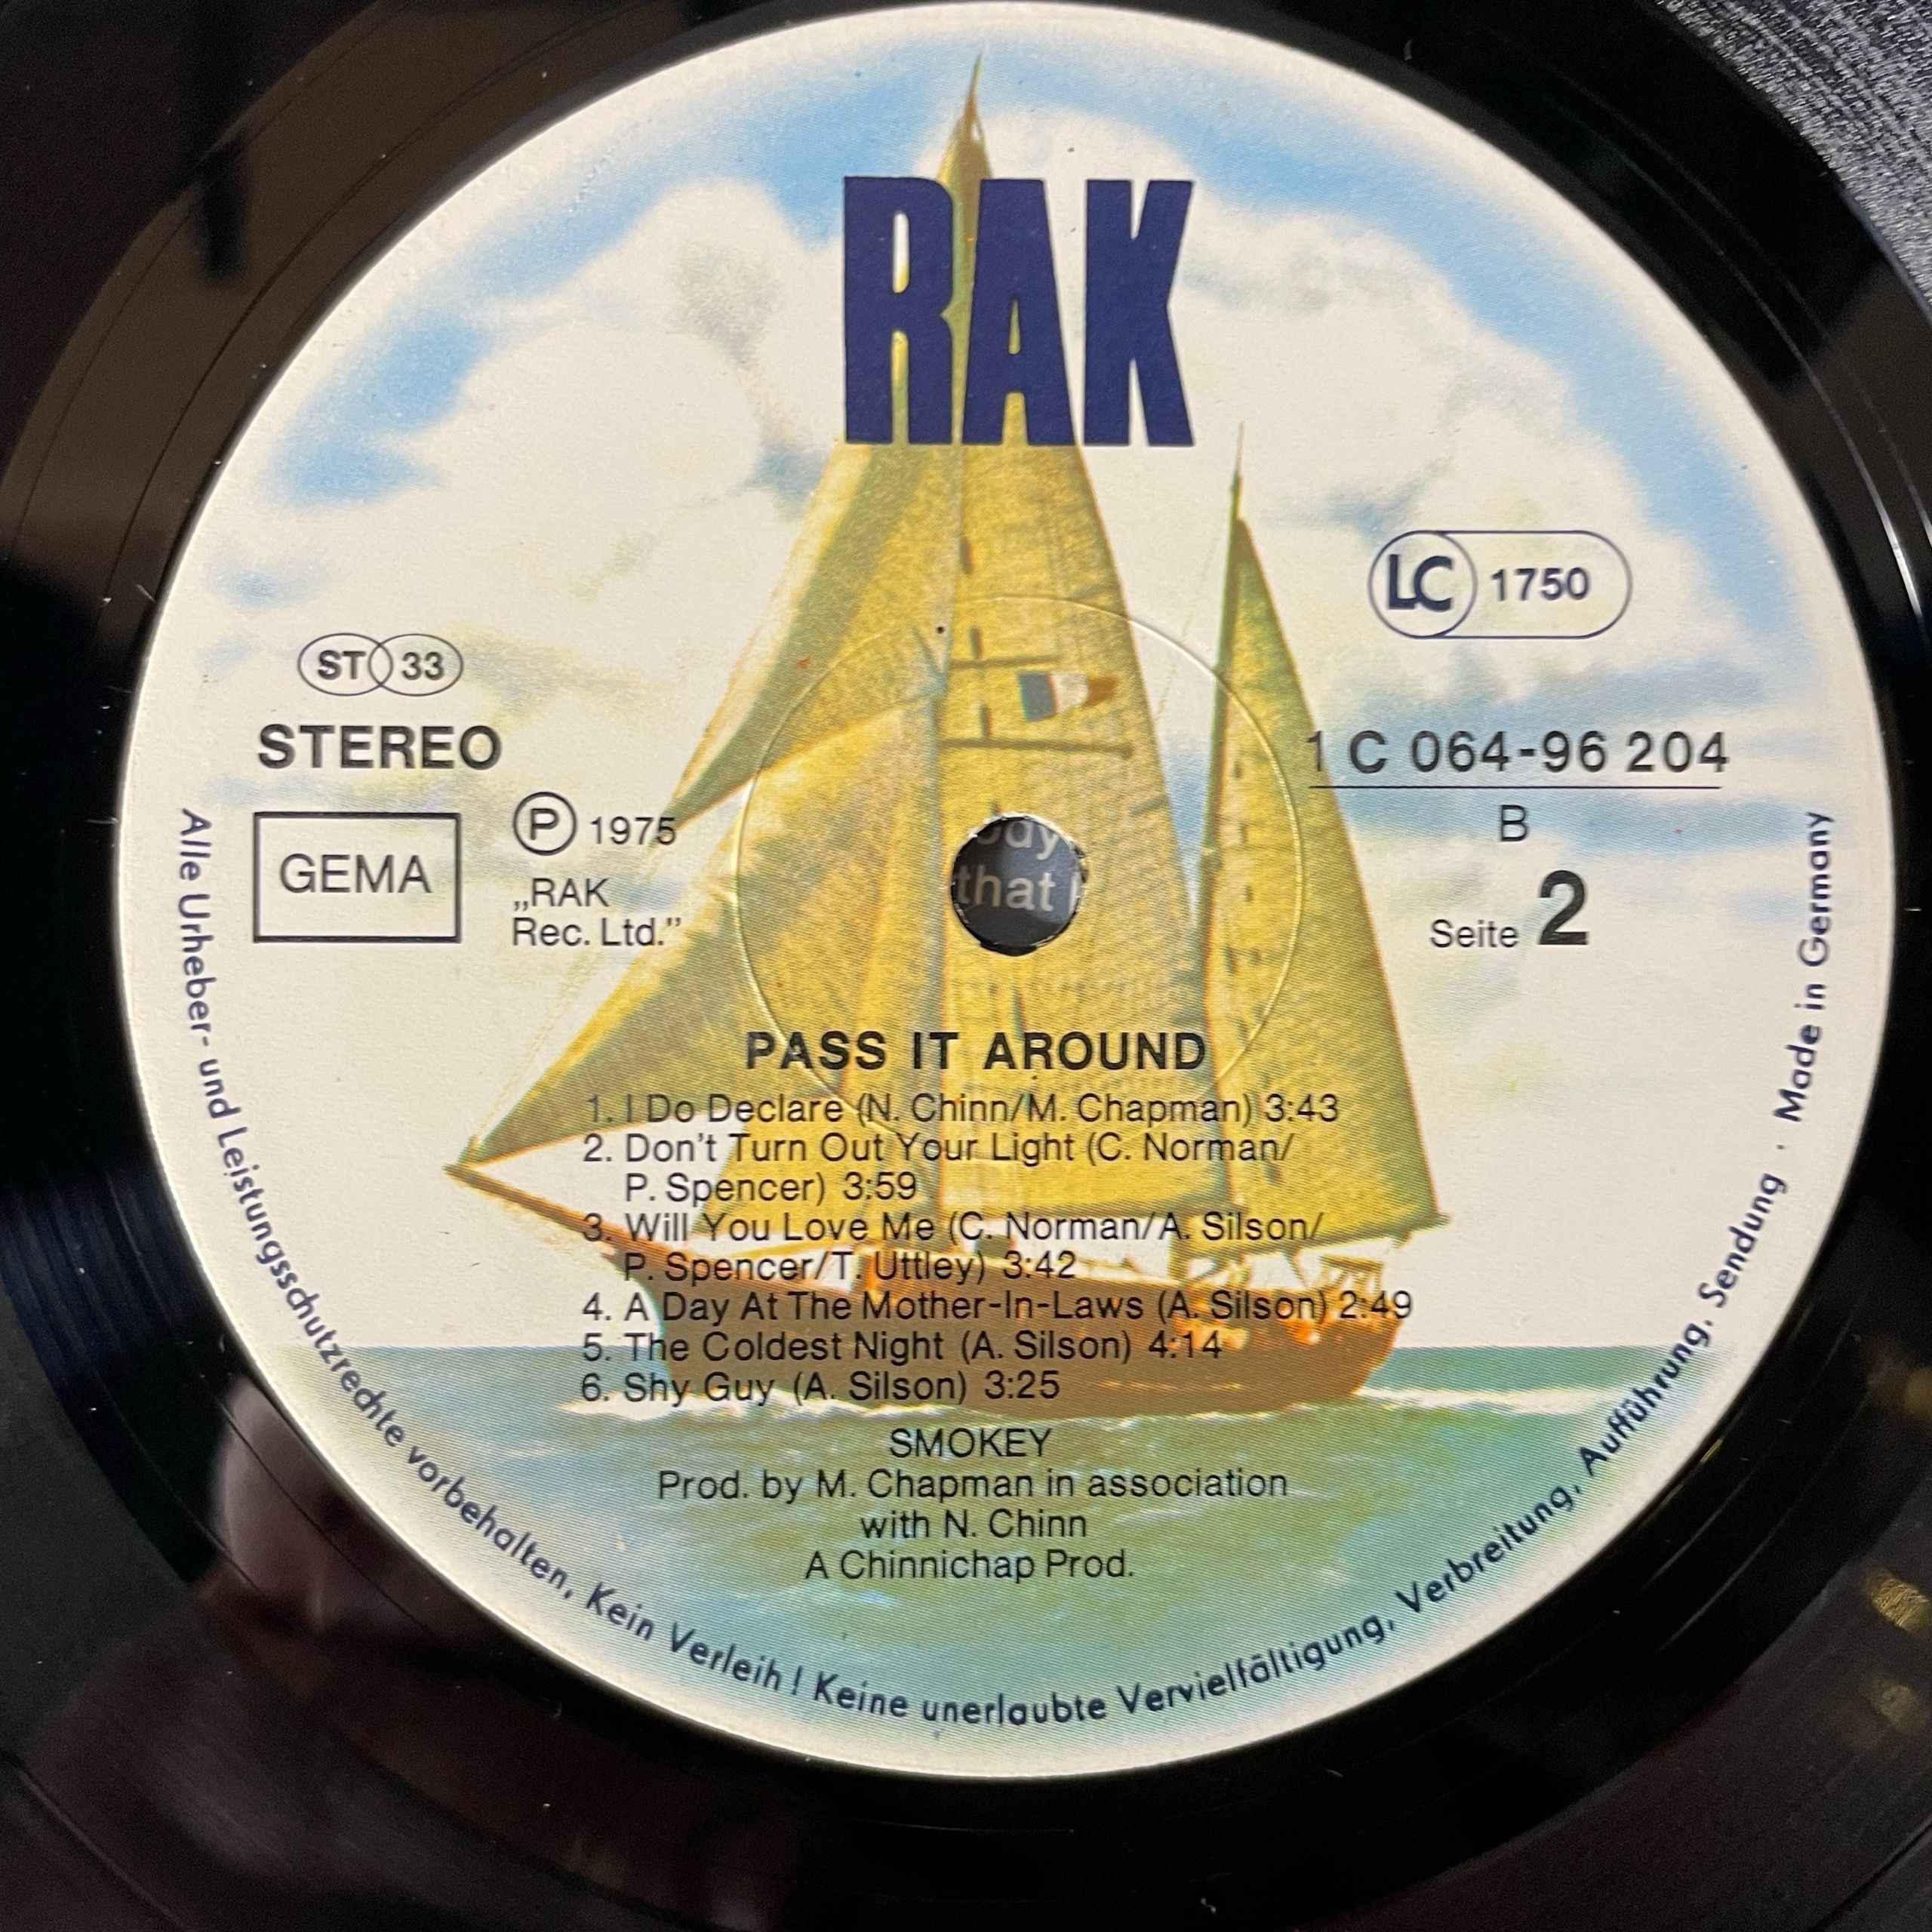 RAK
LC 1750
ST 33
STEREO
1 C 064-96 204
B
Seite 2
GEMA
Ⓟ 1975
„RAK
Rec. Ltd.”
that
PASS IT AROUND
1. I Do Declare (N. Chinn/M. Chapman) 3:43
2. Don't Turn Out Your Light (C. Norman/
P. Spencer) 3:59
3. Will You Love Me (C. Norman/A. Silson/
P. Spencer/T. Uttley) 3:42
4. A Day At The Mother-In-Laws (A. Silson) 2:49
5. The Coldest Night (A. Silson) 4:14
6. Shy Guy (A. Silson) 3:25
SMOKEY
Prod. by M. Chapman in association
with N. Chinn
A Chinnichap Prod.
Alle Urheber- und Leistungsschutzrechte vorbehalten, Kein Verleih! Keine unerlaubte Vervielfältigung, Verbreitung, Aufführung, Sendung · Made in Germany